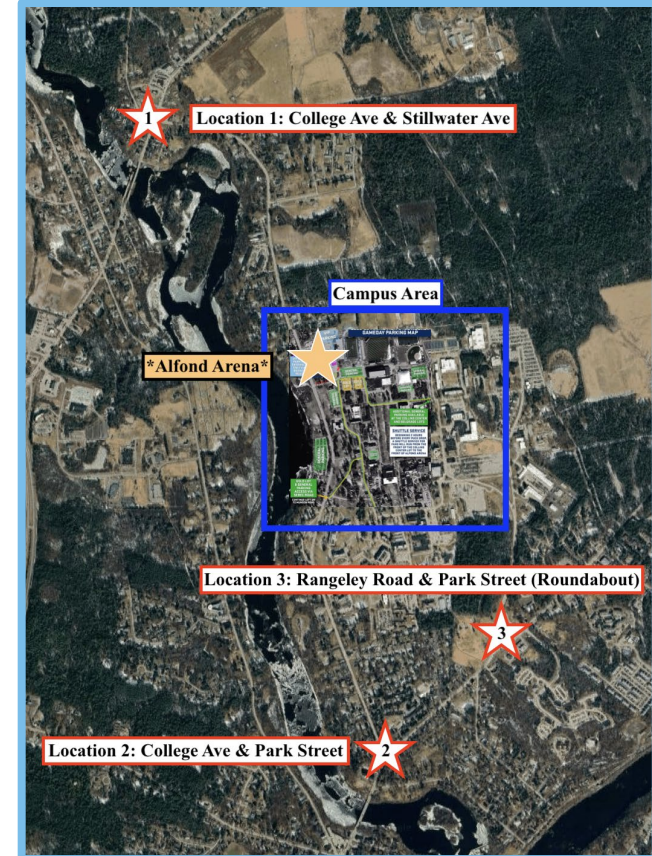 1
Location 1: College Ave & Stillwater Ave
Campus Area
GAMEDAY PARKING MAP
*Alfond Arena*
SHUTTLE SERVICE
Location 3: Rangeley Road & Park Street (Roundabout)
3
Location 2: College Ave & Park Street
2